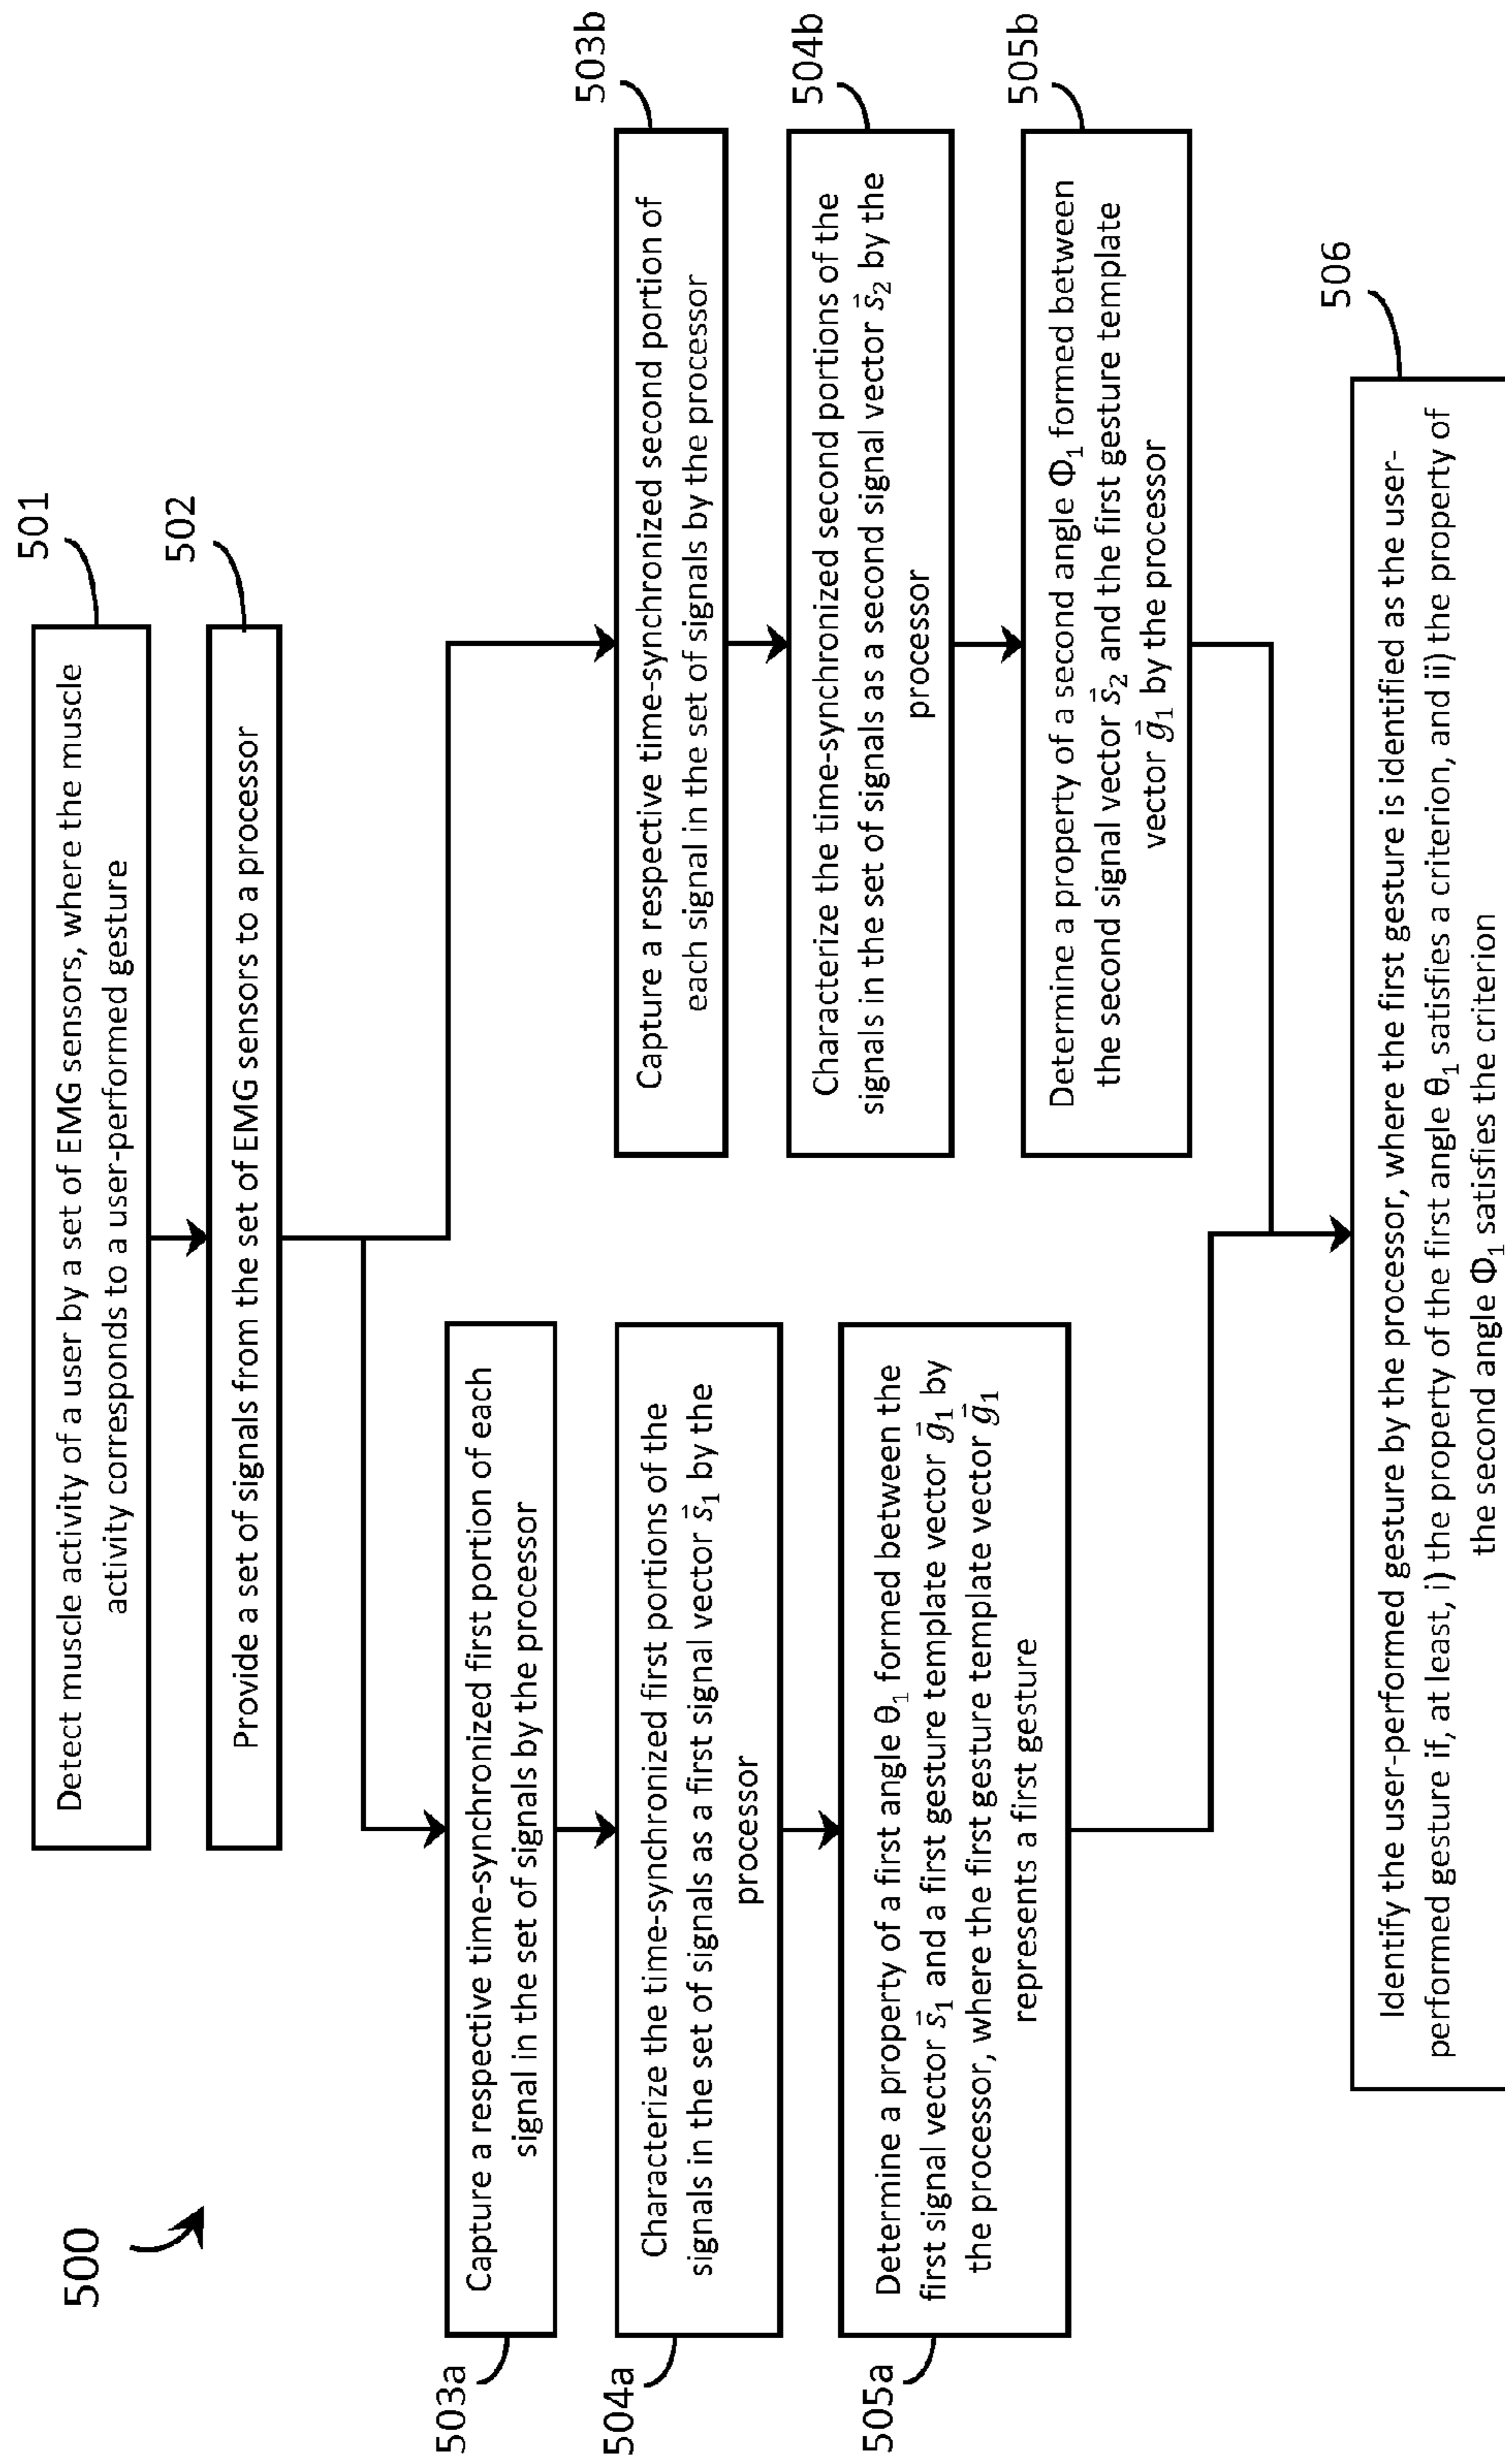 500
501
Detect muscle activity of a user by a set of EMG sensors, where the muscle
activity corresponds to a user-performed gesture
502
Provide a set of signals from the set of EMG sensors to a processor
503a
Capture a respective time-synchronized first portion of each
signal in the set of signals by the processor
504a
Characterize the time-synchronized first portions of the
signals in the set of signals as a first signal vector s⃗₁ by the
processor
505a
Determine a property of a first angle θ₁ formed between the
first signal vector s⃗₁ and a first gesture template vector g⃗₁ by
the processor, where the first gesture template vector g⃗₁
represents a first gesture
503b
Capture a respective time-synchronized second portion of
each signal in the set of signals by the processor
504b
Characterize the time-synchronized second portions of the
signals in the set of signals as a second signal vector s⃗₂ by the
processor
505b
Determine a property of a second angle Φ₁ formed between
the second signal vector s⃗₂ and the first gesture template
vector g⃗₁ by the processor
506
Identify the user-performed gesture by the processor, where the first gesture is identified as the user-
performed gesture if, at least, i) the property of the first angle θ₁ satisfies a criterion, and ii) the property of
the second angle Φ₁ satisfies the criterion